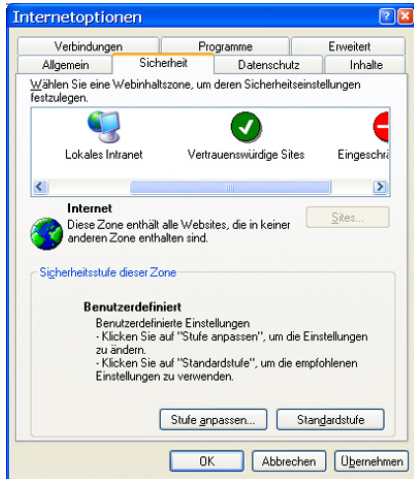 Internetoptionen
Verbindungen Programme Erweitert
Allgemein Sicherheit Datenschutz Inhalte
Wählen Sie eine Webinhaltszone, um deren Sicherheitseinstellungen
festzulegen.
Lokales Intranet Vertrauenswürdige Sites Eingeschrä
Internet
Diese Zone enthält alle Websites, die in keiner
anderen Zone enthalten sind.
Sites...
Sicherheitsstufe dieser Zone
Benutzerdefiniert
Benutzerdefinierte Einstellungen
- Klicken Sie auf "Stufe anpassen", um die Einstellungen
zu ändern.
- Klicken Sie auf "Standardstufe", um die empfohlenen
Einstellungen zu verwenden.
Stufe anpassen... Standardstufe
OK Abbrechen Übernehmen